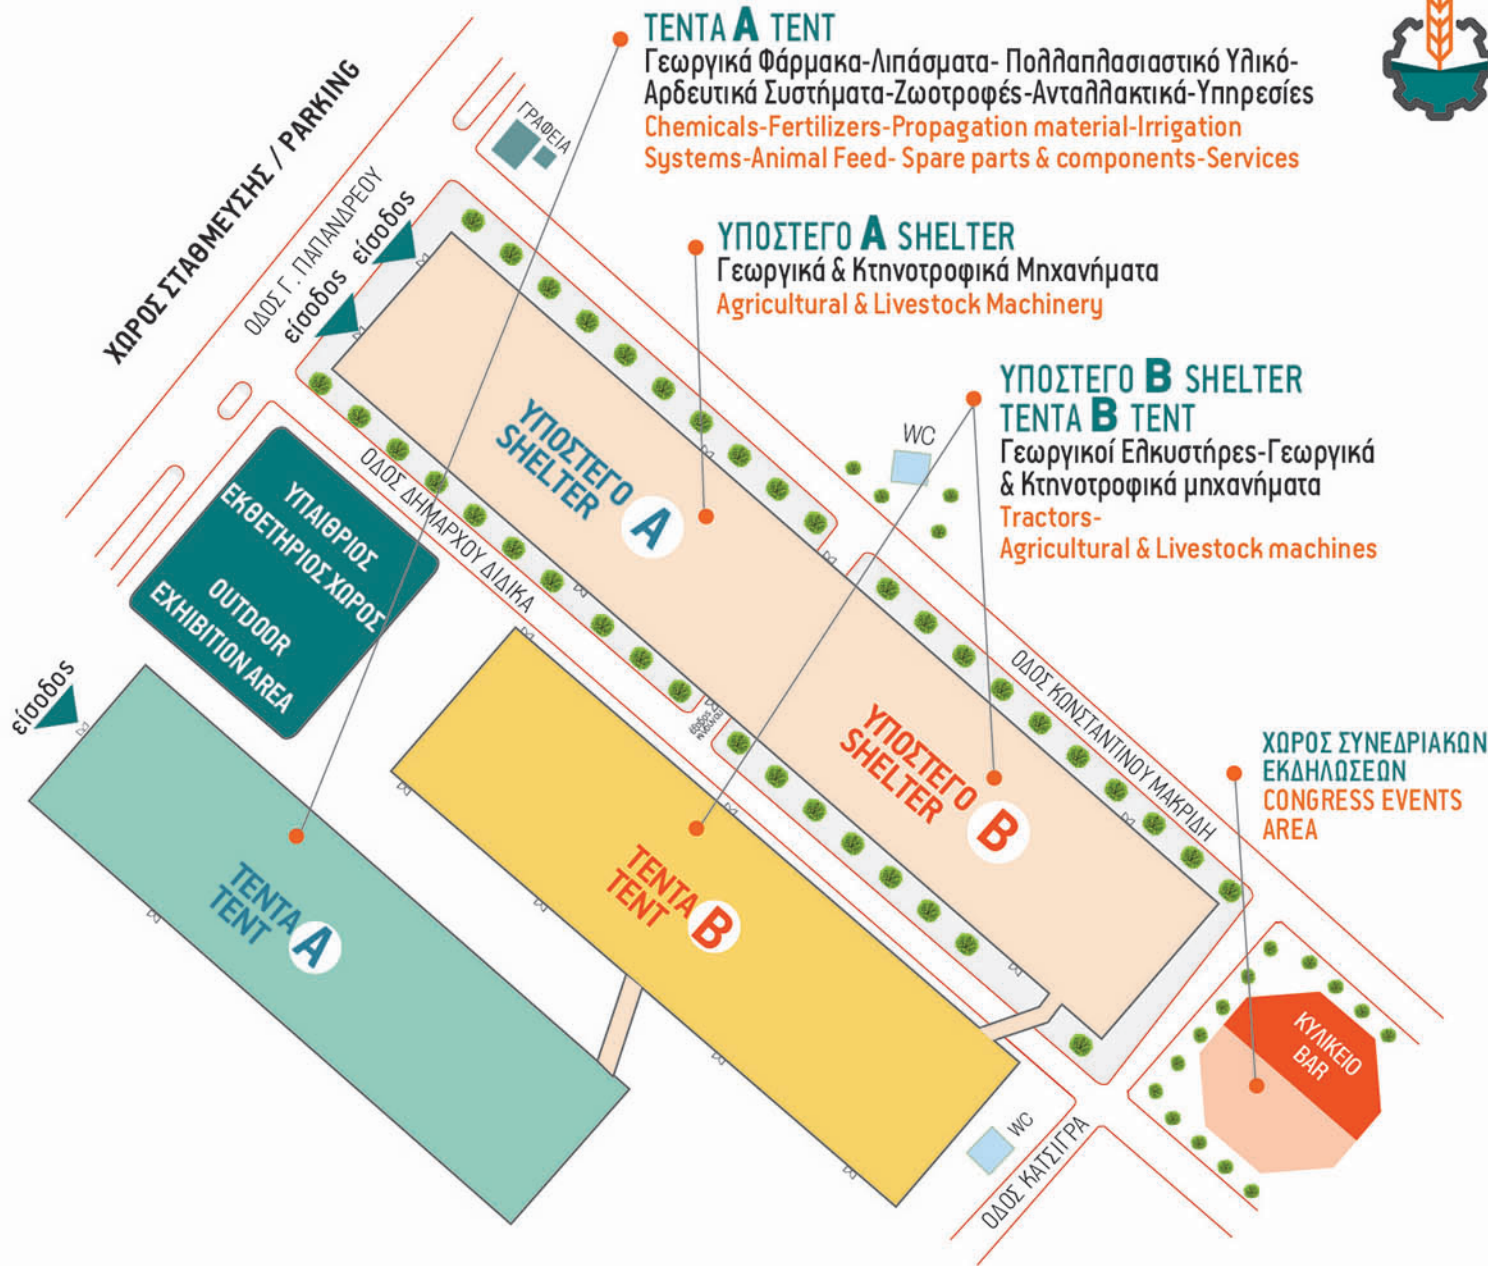 ΤΕΝΤΑ A TENT
Γεωργικά Φάρμακα-Λιπάσματα- Πολλαπλασιαστικό Υλικό-
Αρδευτικά Συστήματα-Ζωοτροφές-Ανταλλακτικά-Υπηρεσίες
Chemicals-Fertilizers-Propagation material-Irrigation
Systems-Animal Feed- Spare parts & components-Services
ΥΠΟΣΤΕΓΟ A SHELTER
Γεωργικά & Κτηνοτροφικά Μηχανήματα
Agricultural & Livestock Machinery
ΥΠΟΣΤΕΓΟ B SHELTER
ΤΕΝΤΑ B TENT
Γεωργικοί Ελκυστήρες-Γεωργικά
& Κτηνοτροφικά μηχανήματα
Tractors-
Agricultural & Livestock machines
ΧΩΡΟΣ ΣΤΑΘΜΕΥΣΗΣ / PARKING
ΟΔΟΣ Γ. ΠΑΠΑΝΔΡΕΟΥ
ΓΡΑΦΕΙΑ
είσοδος
είσοδος
WC
ΥΠΟΣΤΕΓΟ
SHELTER
A
ΟΔΟΣ ΔΗΜΑΡΧΟΥ ΔΙΔΙΚΑ
ΥΠΑΙΘΡΙΟΣ
ΕΚΘΕΤΗΡΙΟΣ ΧΩΡΟΣ
OUTDOOR
EXHIBITION AREA
είσοδος
έξοδος
κινδύνου
ΥΠΟΣΤΕΓΟ
SHELTER
B
ΟΔΟΣ ΚΩΝΣΤΑΝΤΙΝΟΥ ΜΑΚΡΙΔΗ
ΧΩΡΟΣ ΣΥΝΕΔΡΙΑΚΩΝ
ΕΚΔΗΛΩΣΕΩΝ
CONGRESS EVENTS
AREA
ΤΕΝΤΑ
TENT
A
ΤΕΝΤΑ
TENT
B
ΚΥΛΙΚΕΙΟ
BAR
WC
ΟΔΟΣ ΚΑΤΣΙΓΡΑ